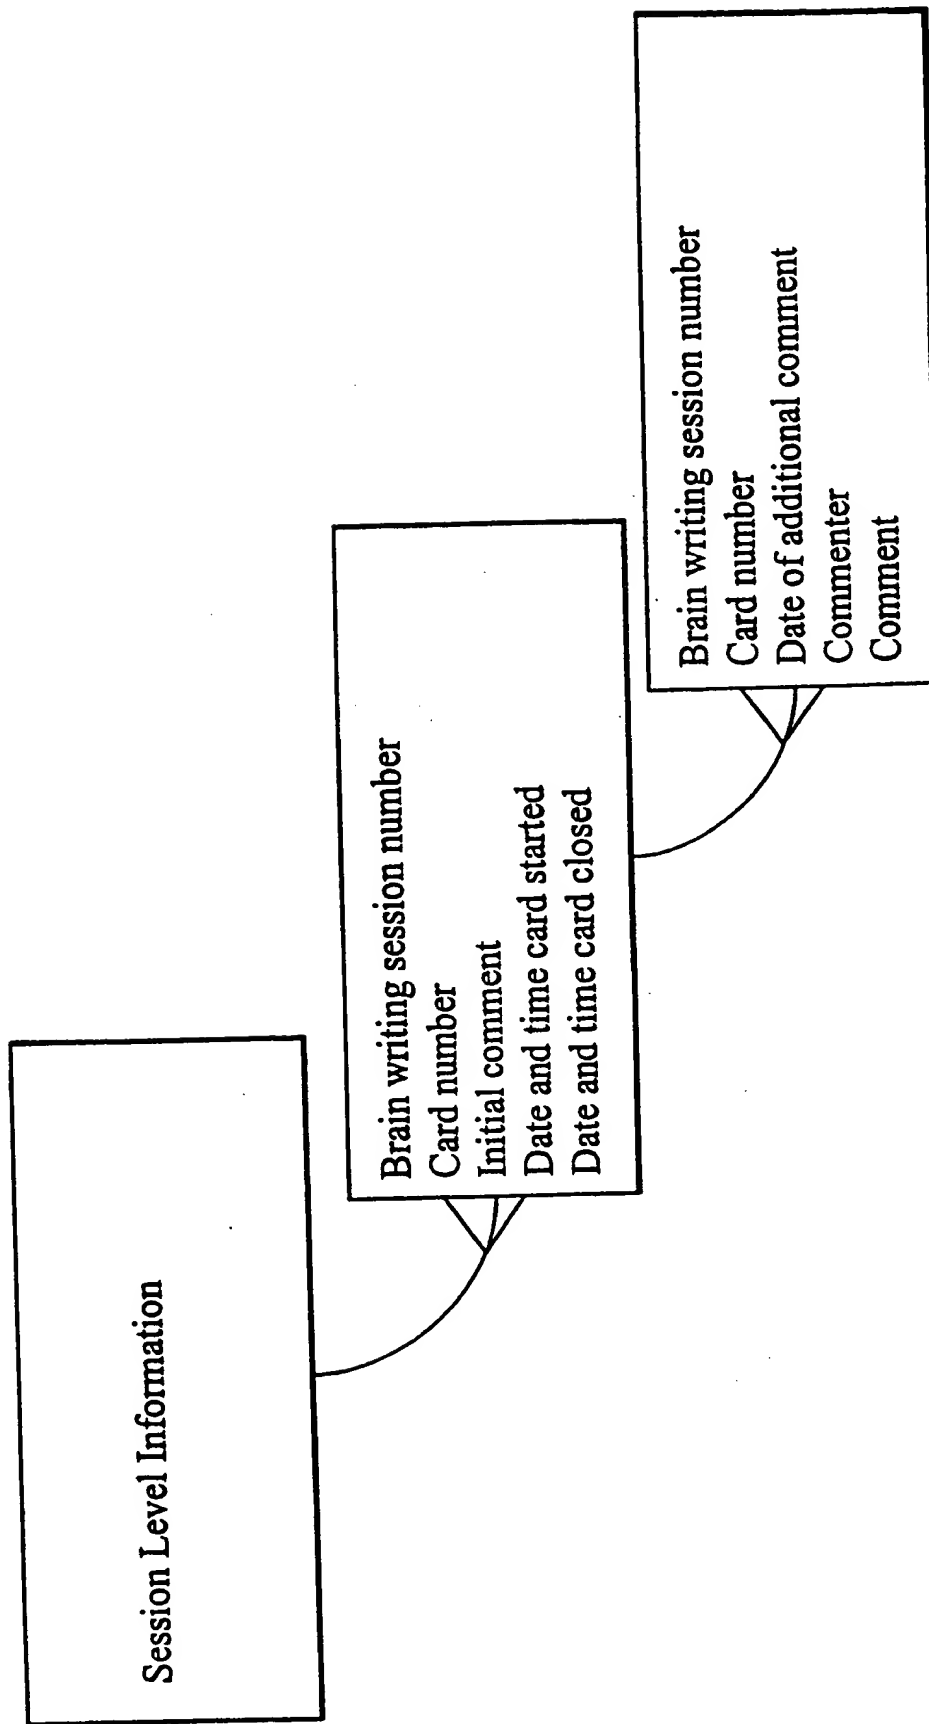 Session Level Information
Brain writing session number
Card number
Initial comment
Date and time card started
Date and time card closed
Brain writing session number
Card number
Date of additional comment
Commenter
Comment